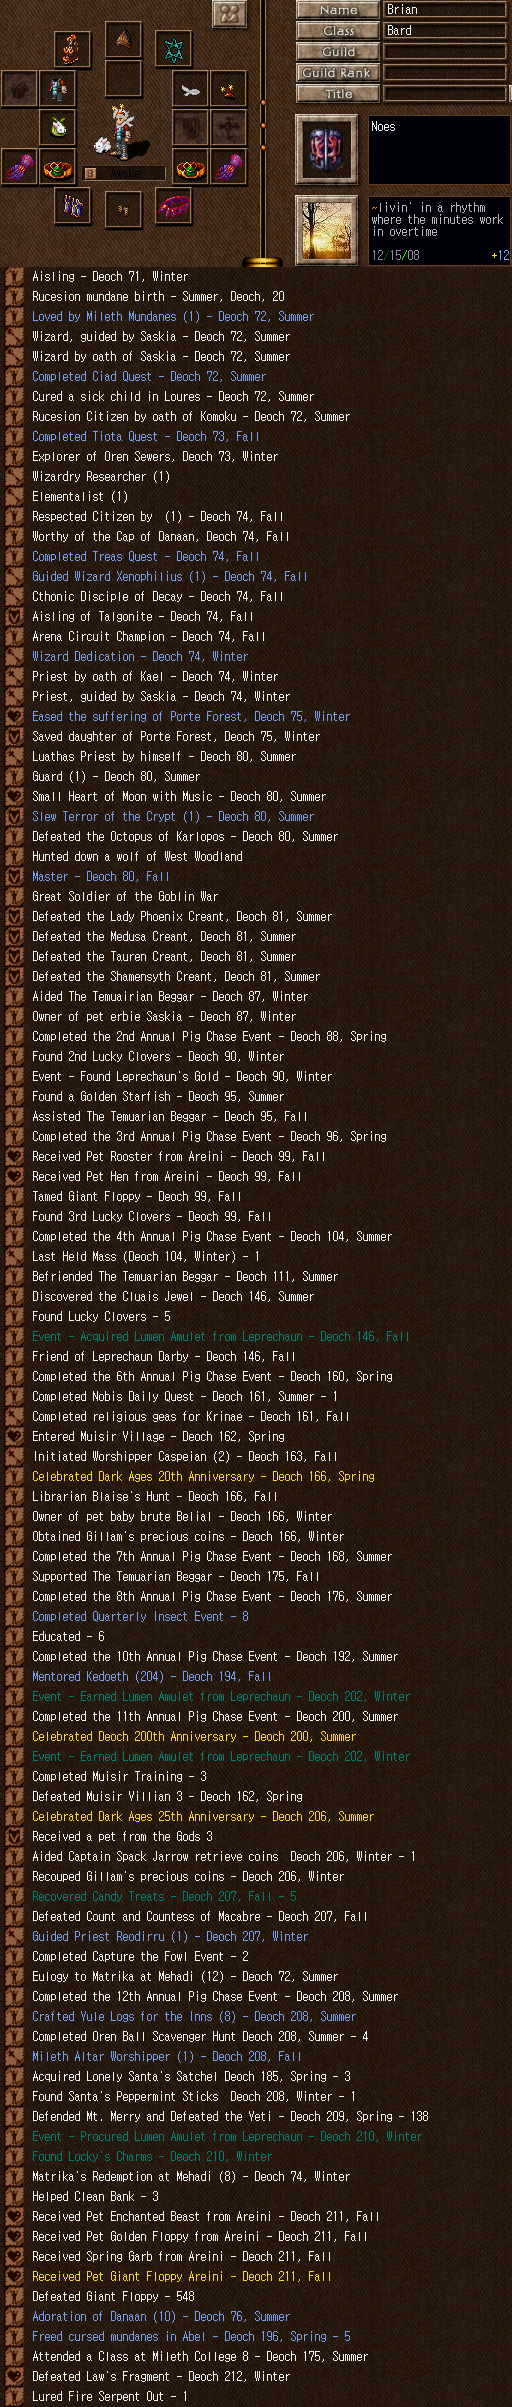 Name
Brian
Class
Bard
Guild
Guild Rank
Title
Awake
Noes
~livin' in a rhythm
where the minutes work
in overtime
12/15/08
+12
Aisling - Deoch 71, Winter
Rucesion mundane birth - Summer, Deoch, 20
Loved by Mileth Mundanes (1) - Deoch 72, Summer
Wizard, guided by Saskia - Deoch 72, Summer
Wizard by oath of Saskia - Deoch 72, Summer
Completed Ciad Quest - Deoch 72, Summer
Cured a sick child in Loures - Deoch 72, Summer
Rucesion Citizen by oath of Komoku - Deoch 72, Summer
Completed Tiota Quest - Deoch 73, Fall
Explorer of Oren Sewers, Deoch 73, Winter
Wizardry Researcher (1)
Elementalist (1)
Respected Citizen by  (1) - Deoch 74, Fall
Worthy of the Cap of Danaan, Deoch 74, Fall
Completed Treas Quest - Deoch 74, Fall
Guided Wizard Xenophilius (1) - Deoch 74, Fall
Cthonic Disciple of Decay - Deoch 74, Fall
Aisling of Talgonite - Deoch 74, Fall
Arena Circuit Champion - Deoch 74, Fall
Wizard Dedication - Deoch 74, Winter
Priest by oath of Kael - Deoch 74, Winter
Priest, guided by Saskia - Deoch 74, Winter
Eased the suffering of Porte Forest, Deoch 75, Winter
Saved daughter of Porte Forest, Deoch 75, Winter
Luathas Priest by himself - Deoch 80, Summer
Guard (1) - Deoch 80, Summer
Small Heart of Moon with Music - Deoch 80, Summer
Slew Terror of the Crypt (1) - Deoch 80, Summer
Defeated the Octopus of Karlopos - Deoch 80, Summer
Hunted down a wolf of West Woodland
Master - Deoch 80, Fall
Great Soldier of the Goblin War
Defeated the Lady Phoenix Creant, Deoch 81, Summer
Defeated the Medusa Creant, Deoch 81, Summer
Defeated the Tauren Creant, Deoch 81, Summer
Defeated the Shamensyth Creant, Deoch 81, Summer
Aided The Temuairian Beggar - Deoch 87, Winter
Owner of pet erbie Saskia - Deoch 87, Winter
Completed the 2nd Annual Pig Chase Event - Deoch 88, Spring
Found 2nd Lucky Clovers - Deoch 90, Winter
Event - Found Leprechaun's Gold - Deoch 90, Winter
Found a Golden Starfish - Deoch 95, Summer
Assisted The Temuarian Beggar - Deoch 95, Fall
Completed the 3rd Annual Pig Chase Event - Deoch 96, Spring
Received Pet Rooster from Areini - Deoch 99, Fall
Received Pet Hen from Areini - Deoch 99, Fall
Tamed Giant Floppy - Deoch 99, Fall
Found 3rd Lucky Clovers - Deoch 99, Fall
Completed the 4th Annual Pig Chase Event - Deoch 104, Summer
Last Held Mass (Deoch 104, Winter) - 1
Befriended The Temuarian Beggar - Deoch 111, Summer
Discovered the Cluais Jewel - Deoch 146, Summer
Found Lucky Clovers - 5
Event - Acquired Lumen Amulet from Leprechaun - Deoch 146, Fall
Friend of Leprechaun Darby - Deoch 146, Fall
Completed the 6th Annual Pig Chase Event - Deoch 160, Spring
Completed Nobis Daily Quest - Deoch 161, Summer - 1
Completed religious geas for Krinae - Deoch 161, Fall
Entered Muisir Village - Deoch 162, Spring
Initiated Worshipper Caspeian (2) - Deoch 163, Fall
Celebrated Dark Ages 20th Anniversary - Deoch 166, Spring
Librarian Blaise's Hunt - Deoch 166, Fall
Owner of pet baby brute Belial - Deoch 166, Winter
Obtained Gillam's precious coins - Deoch 166, Winter
Completed the 7th Annual Pig Chase Event - Deoch 168, Summer
Supported The Temuarian Beggar - Deoch 175, Fall
Completed the 8th Annual Pig Chase Event - Deoch 176, Summer
Completed Quarterly Insect Event - 8
Educated - 6
Completed the 10th Annual Pig Chase Event - Deoch 192, Summer
Mentored Kedoeth (204) - Deoch 194, Fall
Event - Earned Lumen Amulet from Leprechaun - Deoch 202, Winter
Completed the 11th Annual Pig Chase Event - Deoch 200, Summer
Celebrated Deoch 200th Anniversary - Deoch 200, Summer
Event - Earned Lumen Amulet from Leprechaun - Deoch 202, Winter
Completed Muisir Training - 3
Defeated Muisir Villian 3 - Deoch 162, Spring
Celebrated Dark Ages 25th Anniversary - Deoch 206, Summer
Received a pet from the Gods 3
Aided Captain Spack Jarrow retrieve coins  Deoch 206, Winter - 1
Recouped Gillam's precious coins - Deoch 206, Winter
Recovered Candy Treats - Deoch 207, Fall - 5
Defeated Count and Countess of Macabre - Deoch 207, Fall
Guided Priest Reodirru (1) - Deoch 207, Winter
Completed Capture the Fowl Event - 2
Eulogy to Matrika at Mehadi (12) - Deoch 72, Summer
Completed the 12th Annual Pig Chase Event - Deoch 208, Summer
Crafted Yule Logs for the Inns (8) - Deoch 208, Summer
Completed Oren Ball Scavenger Hunt Deoch 208, Summer - 4
Mileth Altar Worshipper (1) - Deoch 208, Fall
Acquired Lonely Santa's Satchel Deoch 185, Spring - 3
Found Santa's Peppermint Sticks  Deoch 208, Winter - 1
Defended Mt. Merry and Defeated the Yeti - Deoch 209, Spring - 138
Event - Procured Lumen Amulet from Leprechaun - Deoch 210, Winter
Found Locky's Charms - Deoch 210, Winter
Matrika's Redemption at Mehadi (8) - Deoch 74, Winter
Helped Clean Bank - 3
Received Pet Enchanted Beast from Areini - Deoch 211, Fall
Received Pet Golden Floppy from Areini - Deoch 211, Fall
Received Spring Garb from Areini - Deoch 211, Fall
Received Pet Giant Floppy Areini - Deoch 211, Fall
Defeated Giant Floppy - 548
Adoration of Danaan (10) - Deoch 76, Summer
Freed cursed mundanes in Abel - Deoch 196, Spring - 5
Attended a Class at Mileth College 8 - Deoch 175, Summer
Defeated Law's Fragment - Deoch 212, Winter
Lured Fire Serpent Out - 1